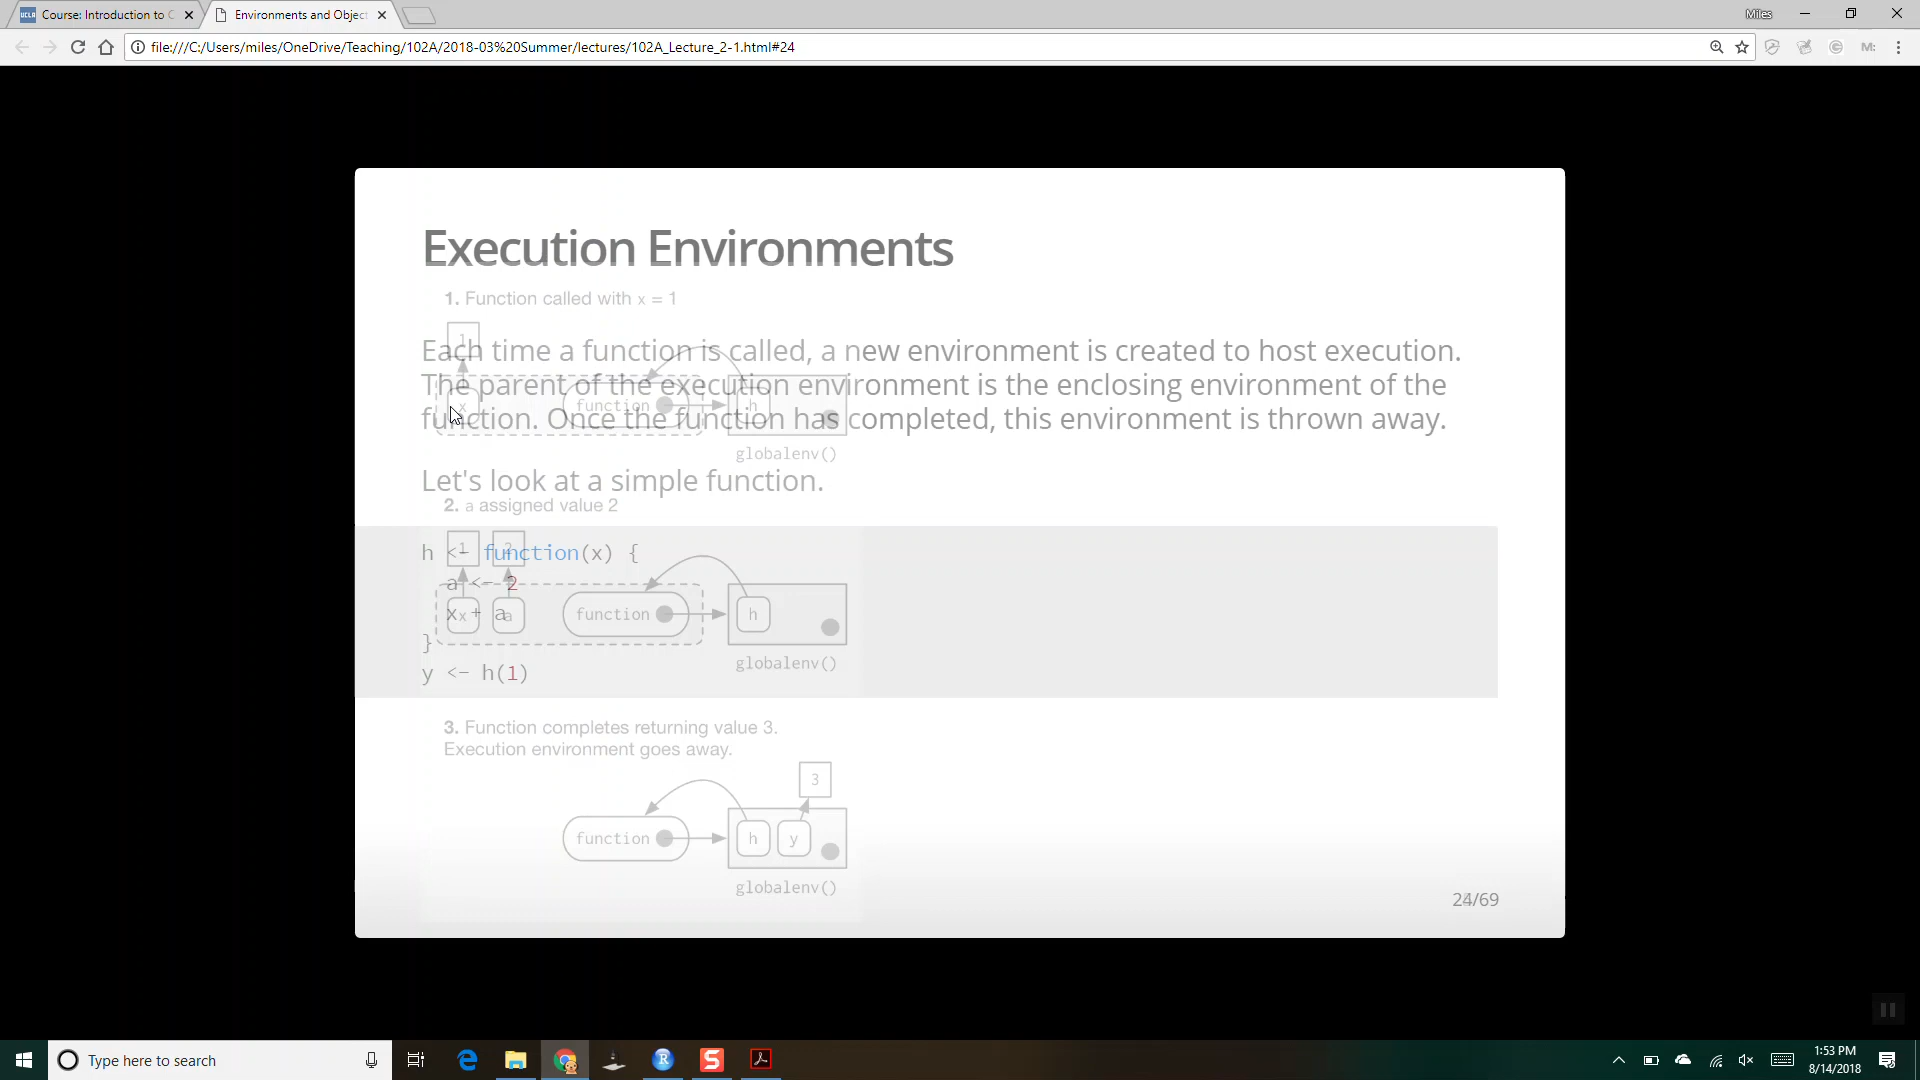 Course: Introduction to C
Environments and Object
Miles
file:///C:/Users/miles/OneDrive/Teaching/102A/2018-03%20Summer/lectures/102A_Lecture_2-1.html#24
M:
Execution Environments
1. Function called with x = 1
1
Each time a function is called, a new environment is created to host execution.
The parent of the execution environment is the enclosing environment of the
function. Once the function has completed, this environment is thrown away.
x
function
h
globalenv()
Let's look at a simple function.
2. a assigned value 2
1 2
h <- function(x) {
a <- 2
x + a
}
y <- h(1)
x a function h
globalenv()
3. Function completes returning value 3.
Execution environment goes away.
3
function h y
globalenv()
24/69
Type here to search
1:53 PM
8/14/2018